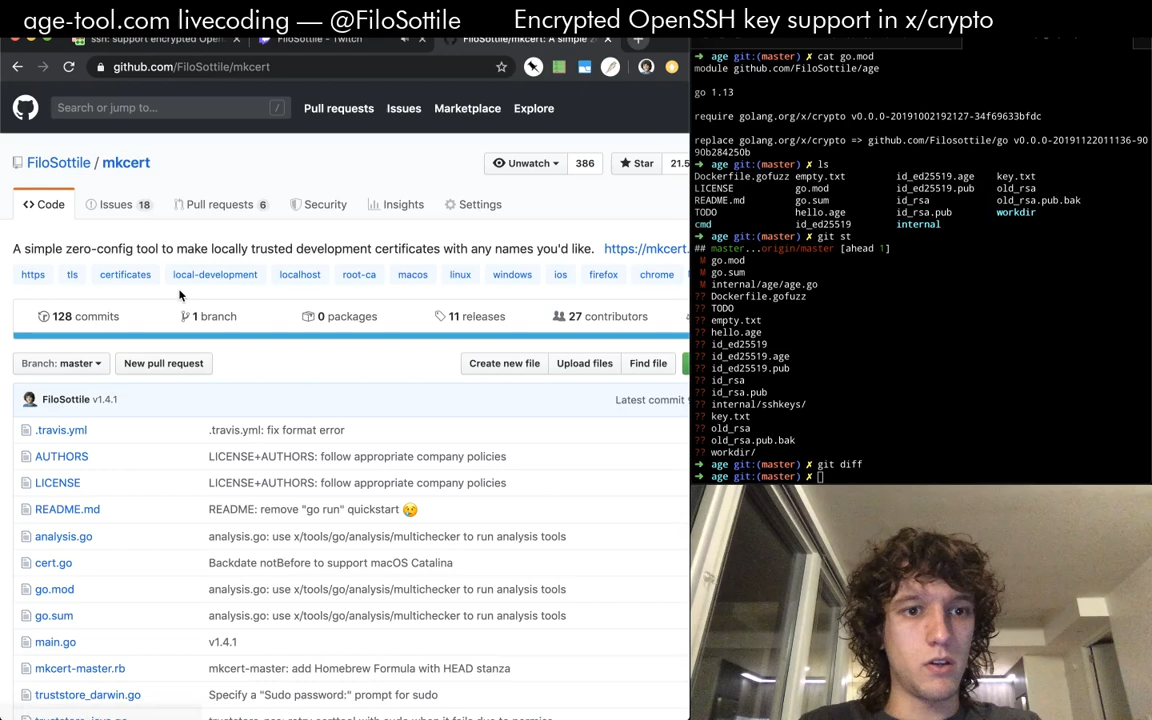 age-tool.com livecoding — @FiloSottile Encrypted OpenSSH key support in x/crypto
ssh: support encrypted Open
FiloSottile - Twitch
FiloSottile/mkcert: A simple z
github.com/FiloSottile/mkcert
Search or jump to... /
Pull requests Issues Marketplace Explore
FiloSottile / mkcert
Unwatch 386 Star 21.5
Code Issues 18 Pull requests 6 Security Insights Settings
A simple zero-config tool to make locally trusted development certificates with any names you'd like. https://mkcert.
https tls certificates local-development localhost root-ca macos linux windows ios firefox chrome
128 commits 1 branch 0 packages 11 releases 27 contributors
Branch: master New pull request Create new file Upload files Find file
FiloSottile v1.4.1 Latest commit
.travis.yml .travis.yml: fix format error
AUTHORS LICENSE+AUTHORS: follow appropriate company policies
LICENSE LICENSE+AUTHORS: follow appropriate company policies
README.md README: remove "go run" quickstart 😢
analysis.go analysis.go: use x/tools/go/analysis/multichecker to run analysis tools
cert.go Backdate notBefore to support macOS Catalina
go.mod analysis.go: use x/tools/go/analysis/multichecker to run analysis tools
go.sum analysis.go: use x/tools/go/analysis/multichecker to run analysis tools
main.go v1.4.1
mkcert-master.rb mkcert-master: add Homebrew Formula with HEAD stanza
truststore_darwin.go Specify a "Sudo password:" prompt for sudo
➜ age git:(master) ✗ cat go.mod
module github.com/FiloSottile/age
go 1.13
require golang.org/x/crypto v0.0.0-20191002192127-34f69633bfdc
replace golang.org/x/crypto => github.com/Filosottile/go v0.0.0-20191122011136-90
90b284250b
➜ age git:(master) ✗ ls
Dockerfile.gofuzz empty.txt id_ed25519.age key.txt
LICENSE go.mod id_ed25519.pub old_rsa
README.md go.sum id_rsa old_rsa.pub.bak
TODO hello.age id_rsa.pub workdir
cmd id_ed25519 internal
➜ age git:(master) ✗ git st
## master...origin/master [ahead 1]
M go.mod
M go.sum
M internal/age/age.go
?? Dockerfile.gofuzz
?? TODO
?? empty.txt
?? hello.age
?? id_ed25519
?? id_ed25519.age
?? id_ed25519.pub
?? id_rsa
?? id_rsa.pub
?? internal/sshkeys/
?? key.txt
?? old_rsa
?? old_rsa.pub.bak
?? workdir/
➜ age git:(master) ✗ git diff
➜ age git:(master) ✗